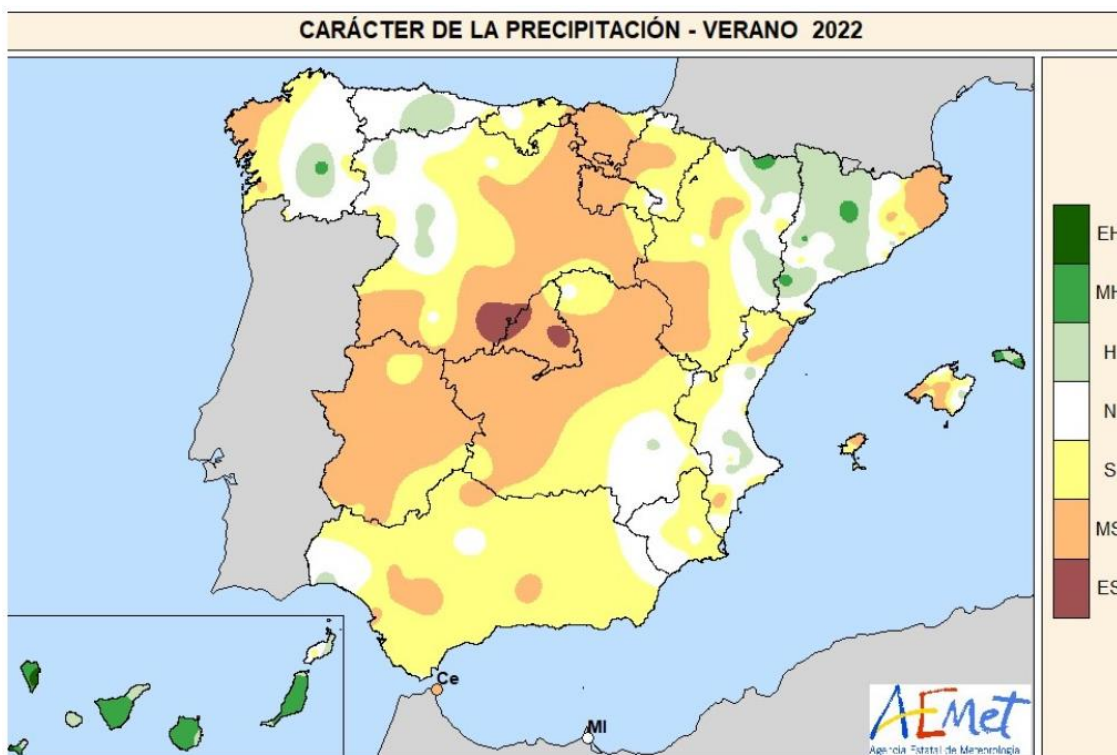 CARÁCTER DE LA PRECIPITACIÓN - VERANO 2022
EH
MH
H
N
S
MS
ES
Ce
Ml
AEMet
Agencia Estatal de Meteorología